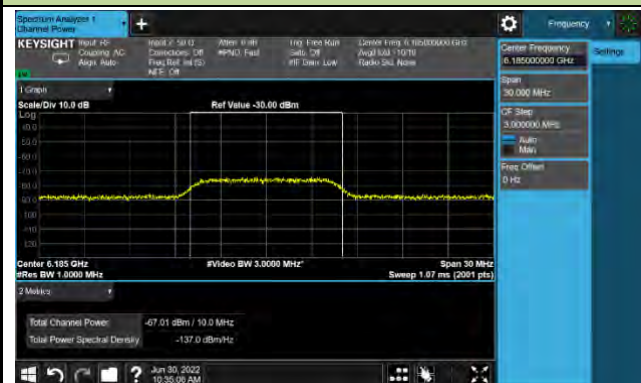 Spectrum Analyzer 1
Channel Power
Frequency
KEYSIGHT Input: RF
Coupling: AC
Align: Auto
Input Z: 50 Ω
Corrections: Off
Freq Ref: Int (S)
NFE: Off
#PNO: Fast
Trig: Free Run
Gate: Off
#IF Gain: Low
Center Freq: 6.185000000 GHz
Avg|Hold: >10/10
Radio Std: None
Center Frequency
6.185000000 GHz
Settings
Span
30.000 MHz
CF Step
3.000000 MHz
Auto
Man
Freq Offset
0 Hz
1 Graph
Scale/Div 10.0 dB
Ref Value -30.00 dBm
Log
Center 6.185 GHz
#Video BW 3.0000 MHz*
Span 30 MHz
#Res BW 1.0000 MHz
Sweep 1.07 ms (2001 pts)
2 Metrics
Total Channel Power
-67.01 dBm / 10.0 MHz
Total Power Spectral Density
-137.0 dBm/Hz
Jun 30, 2022
10:35:06 AM